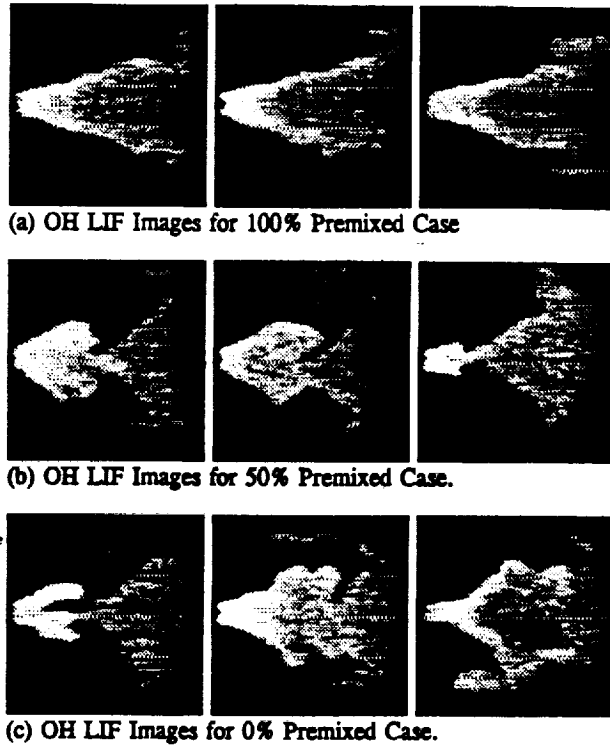 (a) OH LIF Images for 100% Premixed Case
(b) OH LIF Images for 50% Premixed Case.
(c) OH LIF Images for 0% Premixed Case.